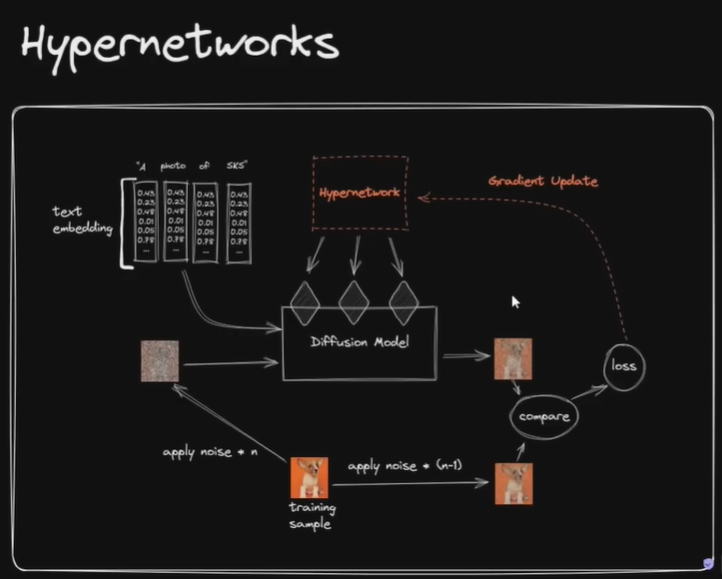 Hypernetworks
"A photo of SKS"
text
embedding
0.43 0.43 0.43 0.43
0.23 0.23 0.23 0.23
0.48 0.48 0.48 0.48
0.01 0.01 0.01 0.01
0.05 0.05 0.05 0.05
0.78 0.78 0.78 0.78
... ... ... ...
Hypernetwork
Gradient Update
Diffusion Model
loss
compare
apply noise * n
apply noise * (n-1)
training
sample